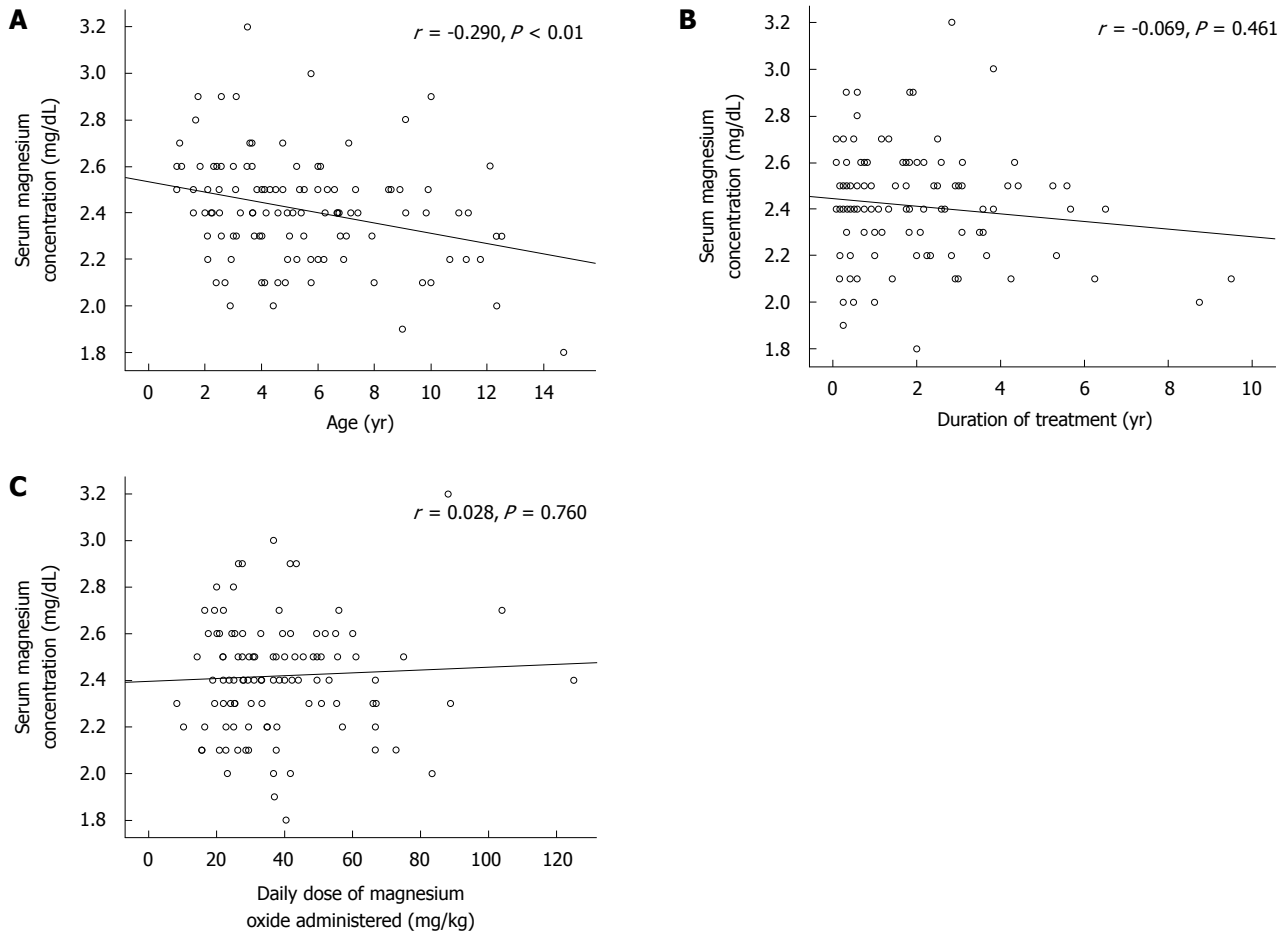 A
r = -0.290, P < 0.01
Serum magnesium
concentration (mg/dL)
3.2
3.0
2.8
2.6
2.4
2.2
2.0
1.8
0 2 4 6 8 10 12 14
Age (yr)
B
r = -0.069, P = 0.461
Serum magnesium
concentration (mg/dL)
3.2
3.0
2.8
2.6
2.4
2.2
2.0
1.8
0 2 4 6 8 10
Duration of treatment (yr)
C
r = 0.028, P = 0.760
Serum magnesium
concentration (mg/dL)
3.2
3.0
2.8
2.6
2.4
2.2
2.0
1.8
0 20 40 60 80 100 120
Daily dose of magnesium
oxide administered (mg/kg)